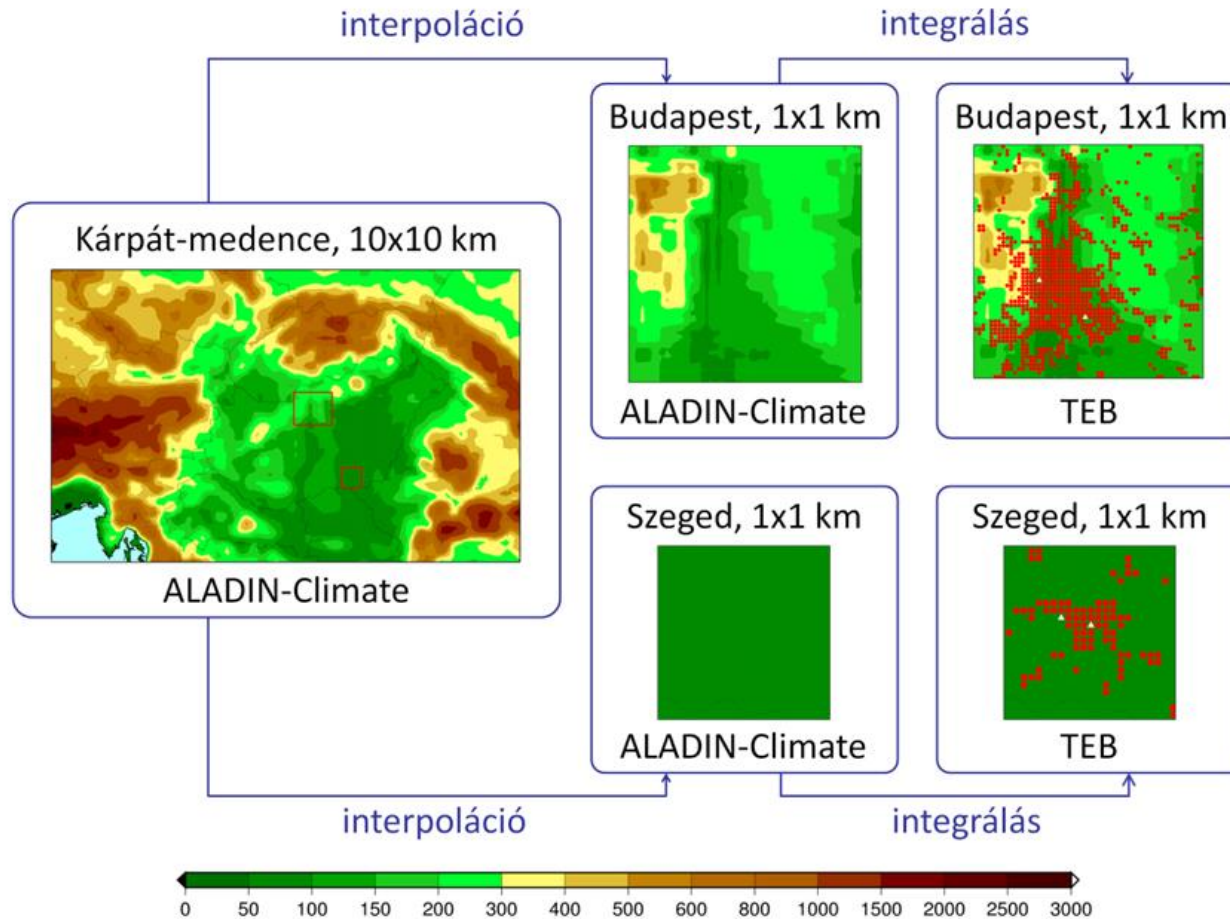 interpoláció
integrálás
Budapest, 1x1 km
ALADIN-Climate
Budapest, 1x1 km
TEB
Kárpát-medence, 10x10 km
ALADIN-Climate
Szeged, 1x1 km
ALADIN-Climate
Szeged, 1x1 km
TEB
interpoláció
integrálás
0 50 100 150 200 300 400 500 600 800 1000 1500 2000 2500 3000